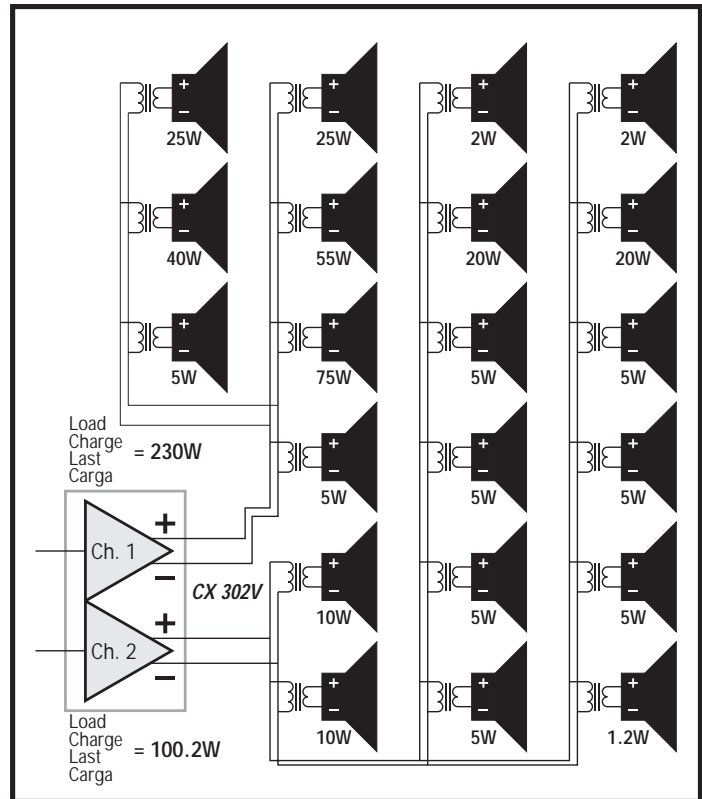 + + + +
− − − −
25W 25W 2W 2W
+ + + +
− − − −
40W 55W 20W 20W
+ + + +
− − − −
5W 75W 5W 5W
Load
Charge
Last
Carga
= 230W
+ + +
− − −
5W 5W 5W
Ch. 1
+
−
CX 302V
+ + +
− − −
10W 5W 5W
Ch. 2
+
−
+ + +
− − −
10W 5W 1.2W
Load
Charge
Last
Carga
= 100.2W